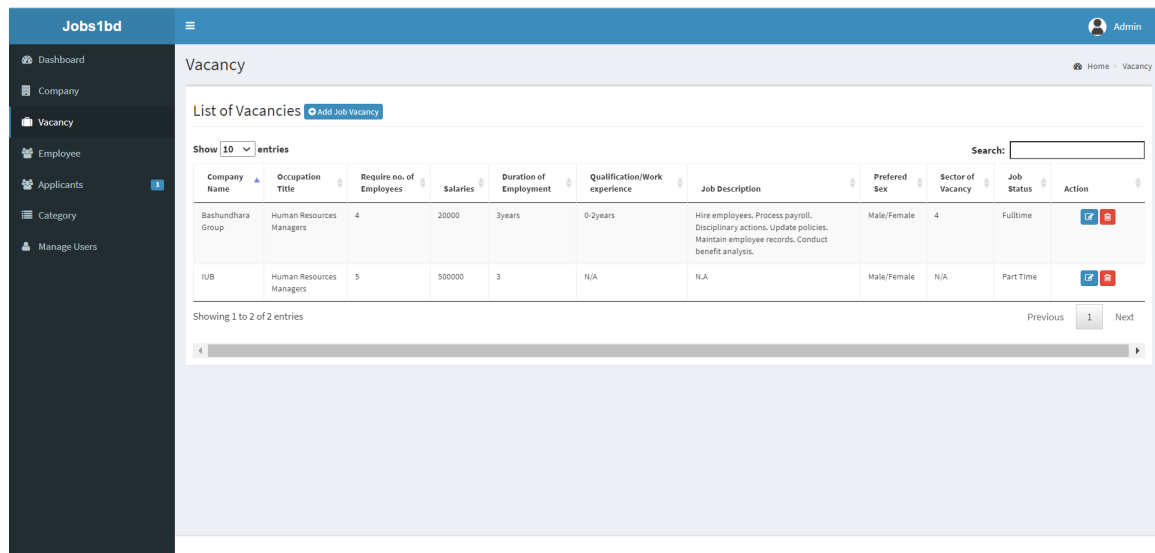 Jobs1bd
Admin
Dashboard
Company
Vacancy
Employee
Applicants 1
Category
Manage Users
Vacancy
Home > Vacancy
List of Vacancies Add Job Vacancy
Show 10 entries
Search:
Company Name Occupation Title Require no. of Employees Salaries Duration of Employment Qualification/Work experience Job Description Prefered Sex Sector of Vacancy Job Status Action
Bashundhara Group Human Resources Managers 4 20000 3years 0-2years Hire employees. Process payroll. Disciplinary actions. Update policies. Maintain employee records. Conduct benefit analysis. Male/Female 4 Fulltime
IUB Human Resources Managers 5 500000 3 N/A N.A Male/Female N/A Part Time
Showing 1 to 2 of 2 entries
Previous 1 Next